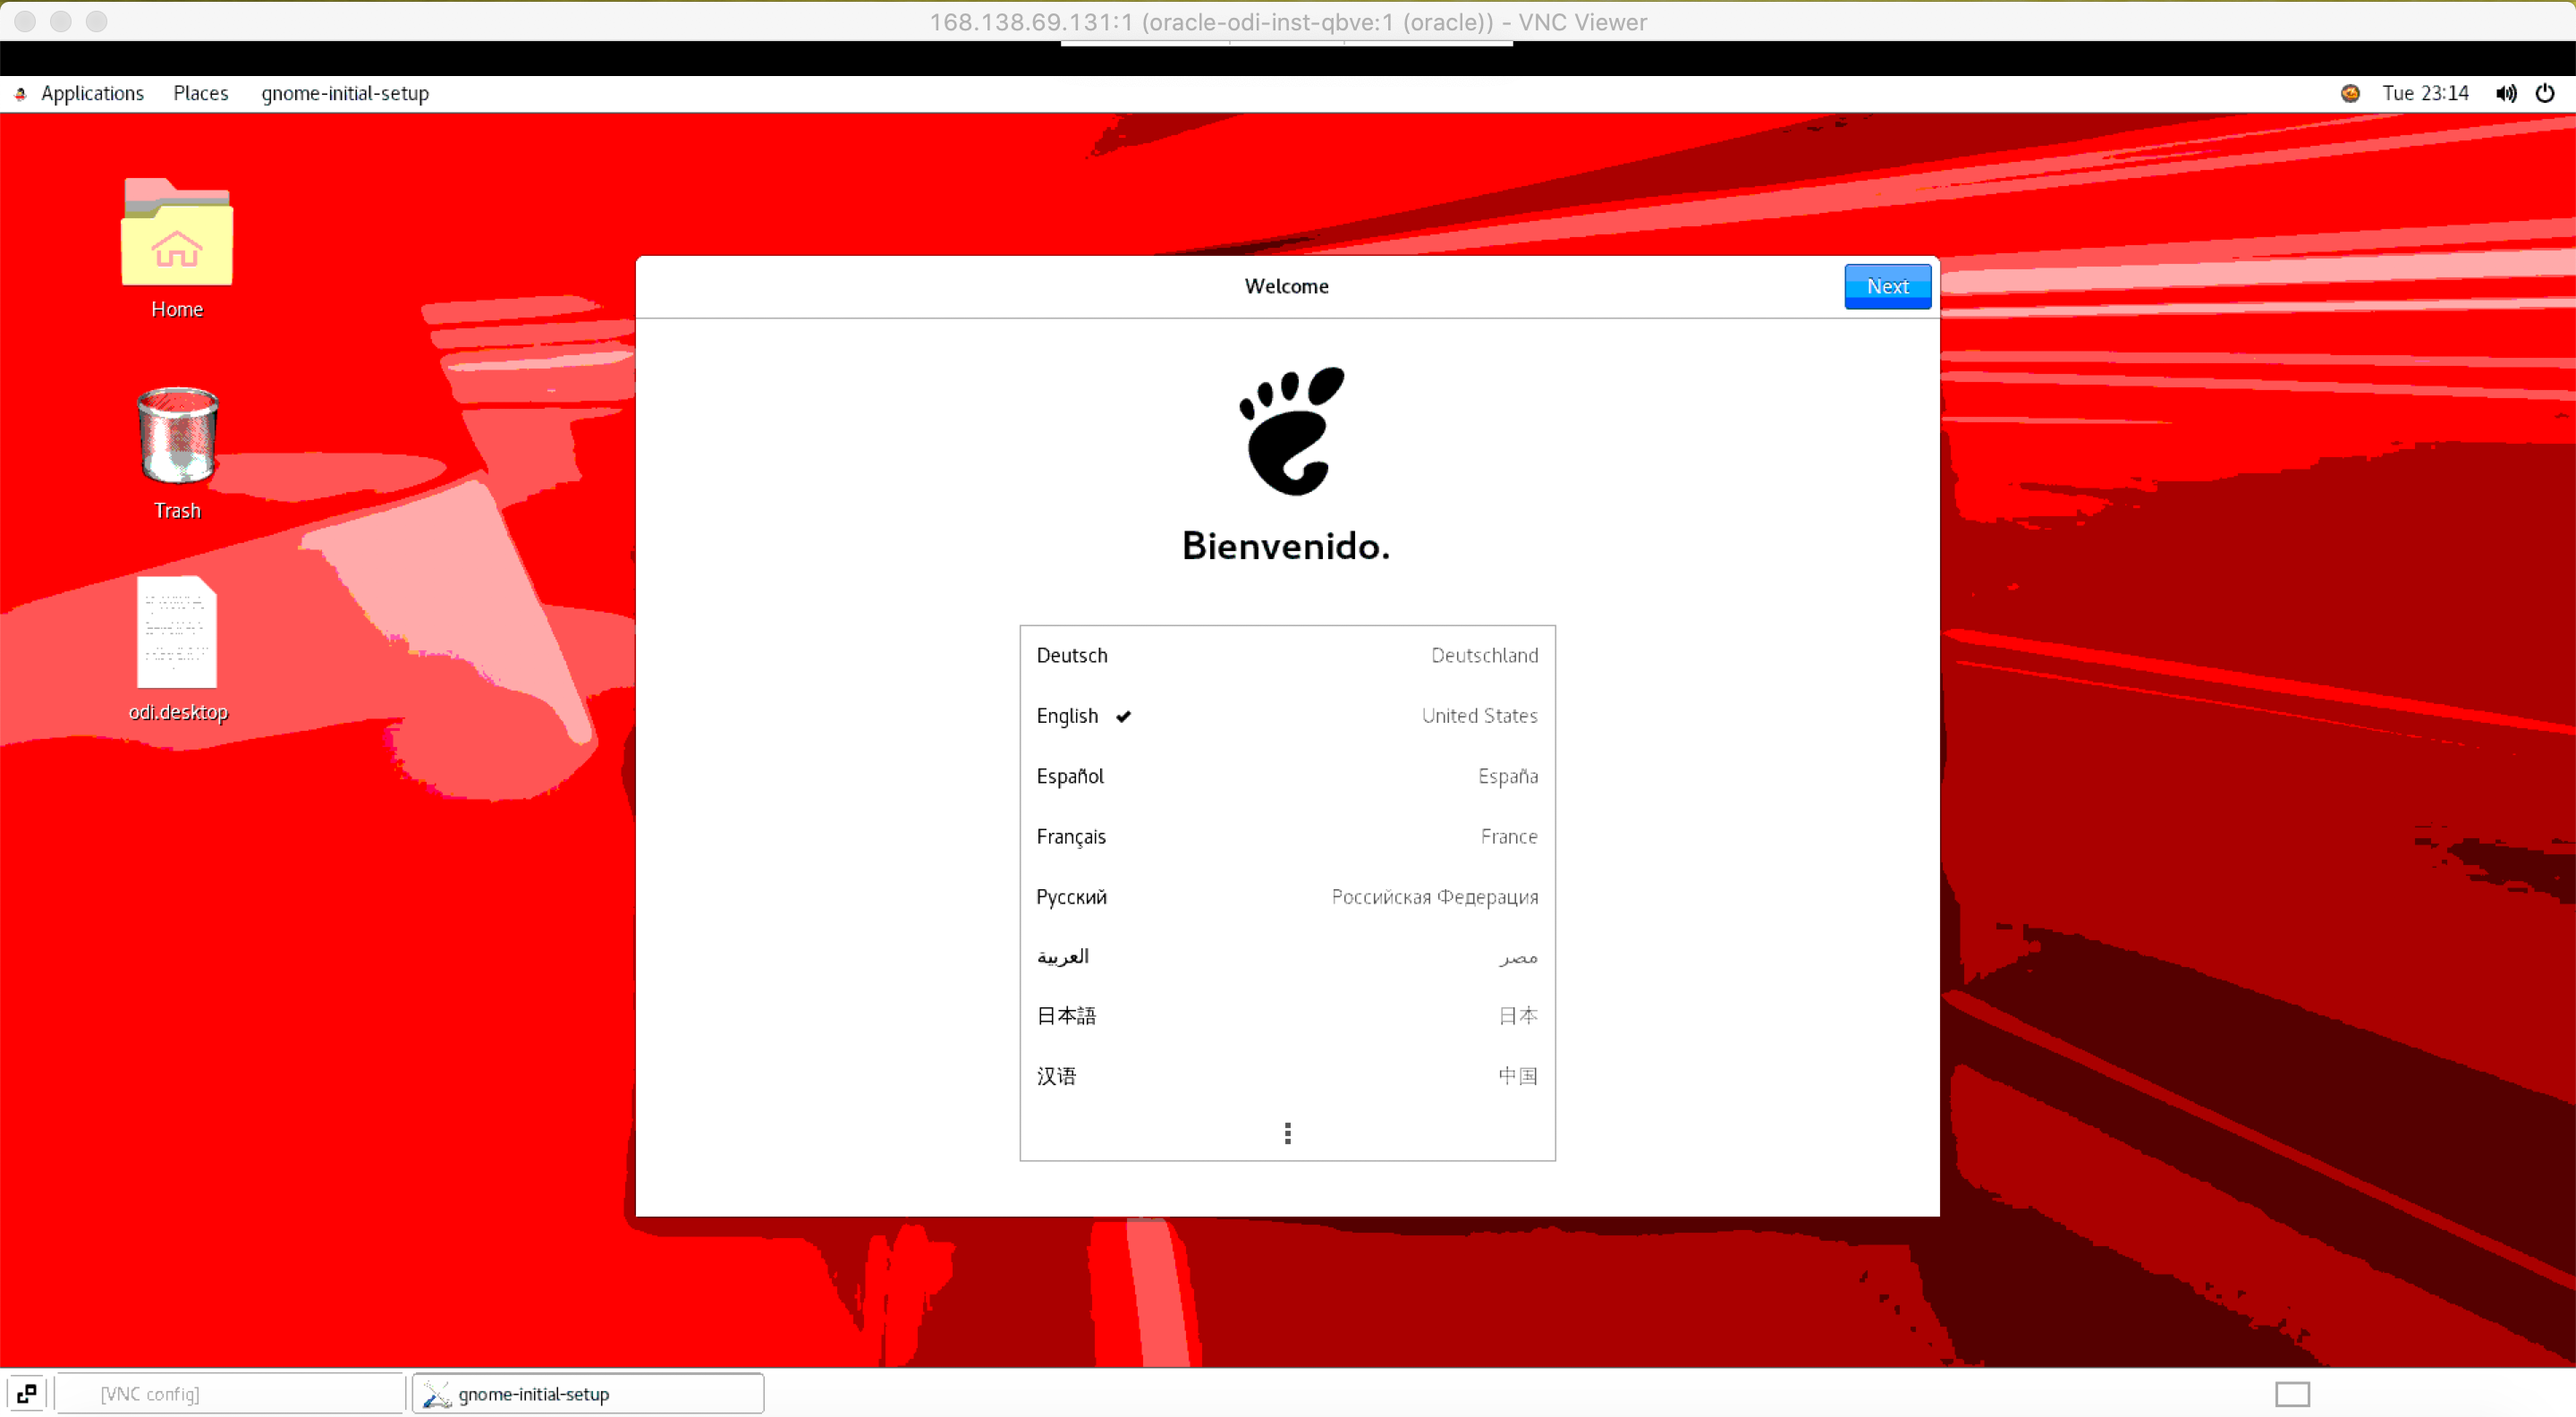 168.138.69.131:1 (oracle-odi-inst-qbve:1 (oracle)) - VNC Viewer
Applications Places gnome-initial-setup Tue 23:14
Home
Trash
odi.desktop
Welcome Next
Bienvenido.
Deutsch Deutschland
English ✔ United States
Español España
Français France
Русский Российская Федерация
العربية مصر
日本語 日本
汉语 中国
[VNC config] gnome-initial-setup